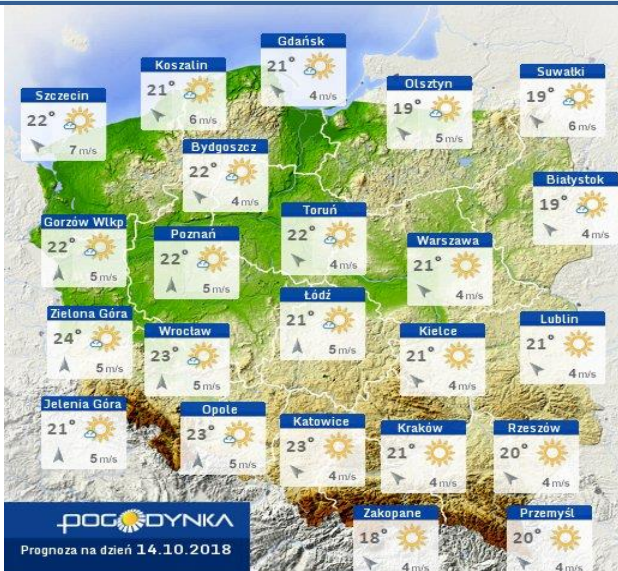 Gdańsk
21°
4 m/s
Koszalin
21°
6 m/s
Suwałki
19°
6 m/s
Olsztyn
19°
5 m/s
Szczecin
22°
7 m/s
Bydgoszcz
22°
4 m/s
Białystok
19°
4 m/s
Toruń
22°
4 m/s
Gorzów Wlkp
22°
5 m/s
Poznań
22°
5 m/s
Warszawa
21°
4 m/s
Łódź
21°
5 m/s
Zielona Góra
24°
5 m/s
Wrocław
23°
5 m/s
Kielce
21°
4 m/s
Lublin
21°
4 m/s
Jelenia Góra
21°
5 m/s
Opole
23°
5 m/s
Katowice
23°
4 m/s
Kraków
21°
4 m/s
Rzeszów
20°
4 m/s
Zakopane
18°
4 m/s
Przemyśl
20°
4 m/s
POGODYNKA
Prognoza na dzień 14.10.2018